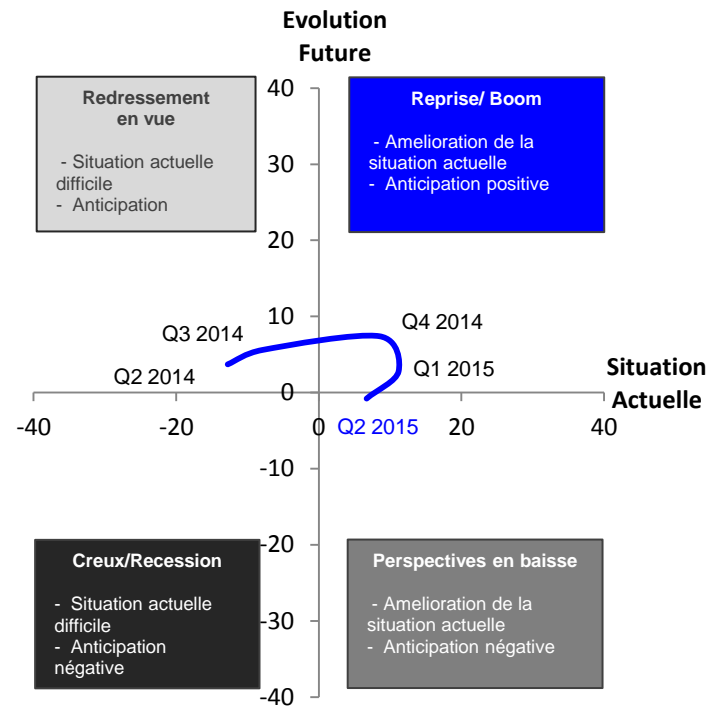 Evolution
Future
Redressement
en vue
- Situation actuelle
difficile
- Anticipation
Reprise/ Boom
- Amelioration de la
situation actuelle
- Anticipation positive
40
30
20
10
0
-10
-20
-30
-40
Q3 2014
Q4 2014
Q2 2014
Q1 2015
Situation
Actuelle
-40
-20
0
Q2 2015
20
40
Creux/Recession
- Situation actuelle
difficile
- Anticipation
négative
Perspectives en baisse
- Amelioration de la
situation actuelle
- Anticipation négative